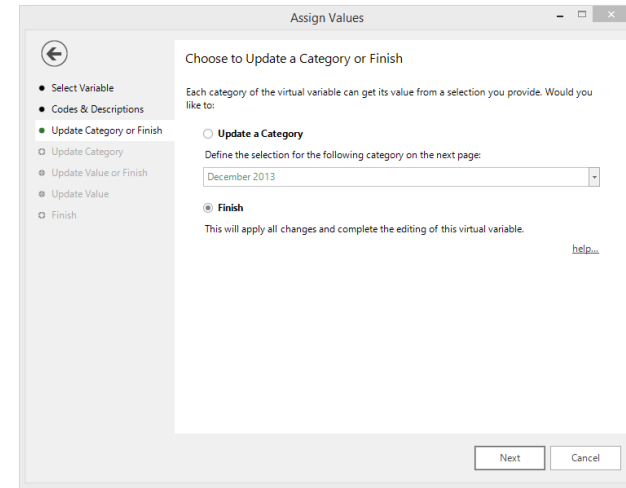 Assign Values
Choose to Update a Category or Finish
Select Variable
Codes & Descriptions
Update Category or Finish
Update Category
Update Value or Finish
Update Value
Finish
Each category of the virtual variable can get its value from a selection you provide. Would you
like to:
Update a Category
Define the selection for the following category on the next page:
December 2013
Finish
This will apply all changes and complete the editing of this virtual variable.
help...
Next
Cancel